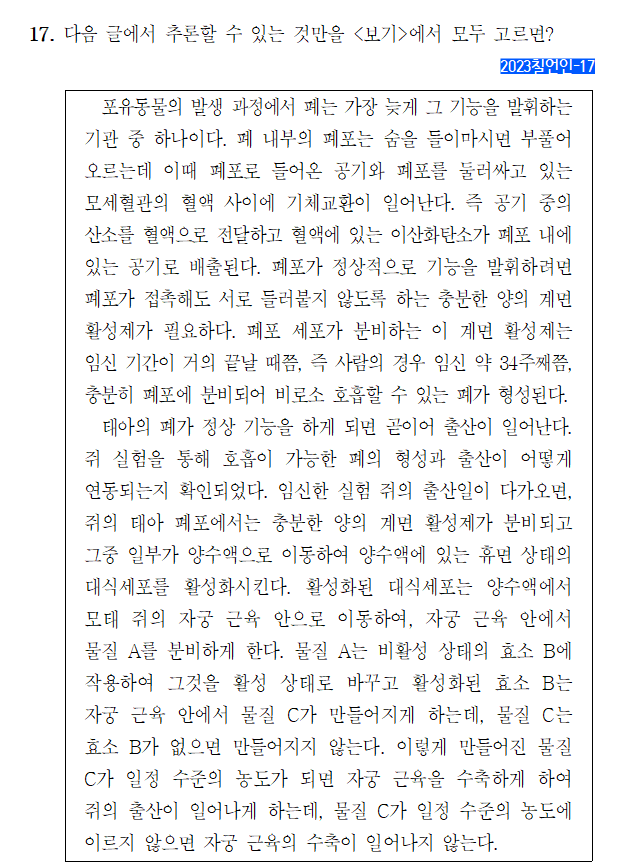 17. 다음 글에서 추론할 수 있는 것만을 <보기>에서 모두 고르면?
2023칠언인-17
포유동물의 발생 과정에서 폐는 가장 늦게 그 기능을 발휘하는
기관 중 하나이다. 폐 내부의 폐포는 숨을 들이마시면 부풀어
오르는데 이때 폐포로 들어온 공기와 폐포를 둘러싸고 있는
모세혈관의 혈액 사이에 기체교환이 일어난다. 즉 공기 중의
산소를 혈액으로 전달하고 혈액에 있는 이산화탄소가 폐포 내에
있는 공기로 배출된다. 폐포가 정상적으로 기능을 발휘하려면
폐포가 접촉해도 서로 들러붙지 않도록 하는 충분한 양의 계면
활성제가 필요하다. 폐포 세포가 분비하는 이 계면 활성제는
임신 기간이 거의 끝날 때쯤, 즉 사람의 경우 임신 약 34주째쯤,
충분히 폐포에 분비되어 비로소 호흡할 수 있는 폐가 형성된다.
태아의 폐가 정상 기능을 하게 되면 곧이어 출산이 일어난다.
쥐 실험을 통해 호흡이 가능한 폐의 형성과 출산이 어떻게
연동되는지 확인되었다. 임신한 실험 쥐의 출산일이 다가오면,
쥐의 태아 폐포에서는 충분한 양의 계면 활성제가 분비되고
그중 일부가 양수액으로 이동하여 양수액에 있는 휴면 상태의
대식세포를 활성화시킨다. 활성화된 대식세포는 양수액에서
모태 쥐의 자궁 근육 안으로 이동하여, 자궁 근육 안에서
물질 A를 분비하게 한다. 물질 A는 비활성 상태의 효소 B에
작용하여 그것을 활성 상태로 바꾸고 활성화된 효소 B는
자궁 근육 안에서 물질 C가 만들어지게 하는데, 물질 C는
효소 B가 없으면 만들어지지 않는다. 이렇게 만들어진 물질
C가 일정 수준의 농도가 되면 자궁 근육을 수축하게 하여
쥐의 출산이 일어나게 하는데, 물질 C가 일정 수준의 농도에
이르지 않으면 자궁 근육의 수축이 일어나지 않는다.